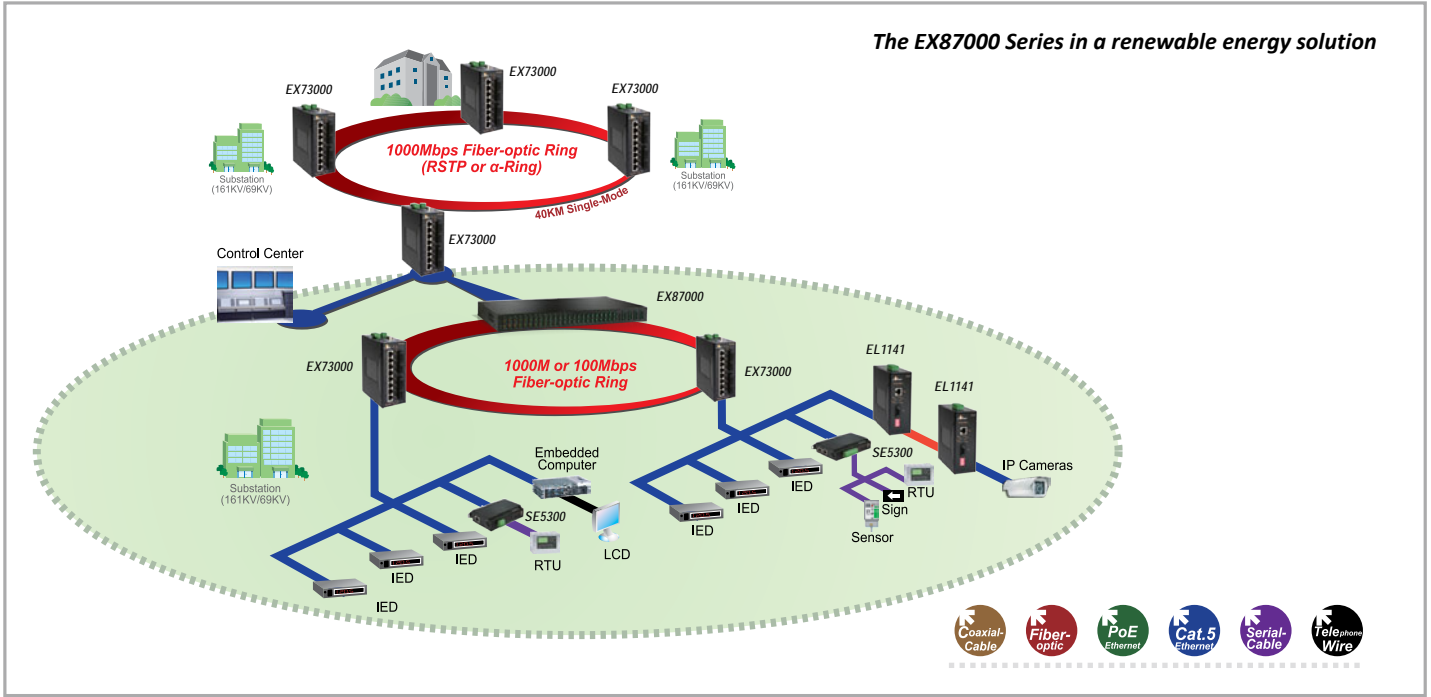 The EX87000 Series in a renewable energy solution
EX73000
EX73000
EX73000
1000Mbps Fiber-optic Ring
(RSTP or α-Ring)
Substation
(161KV/69KV)
Substation
(161KV/69KV)
40KM Single-Mode
EX73000
Control Center
EX87000
EX73000
1000M or 100Mbps
Fiber-optic Ring
EX73000
EL1141
EL1141
Substation
(161KV/69KV)
Embedded
Computer
SE5300
LCD
RTU
IED
IED
IED
IED
IED
IED
SE5300
RTU
Sign
Sensor
IP Cameras
Coaxial-
Cable
Fiber-
optic
PoE
Ethernet
Cat.5
Ethernet
Serial-
Cable
Telephone
Wire